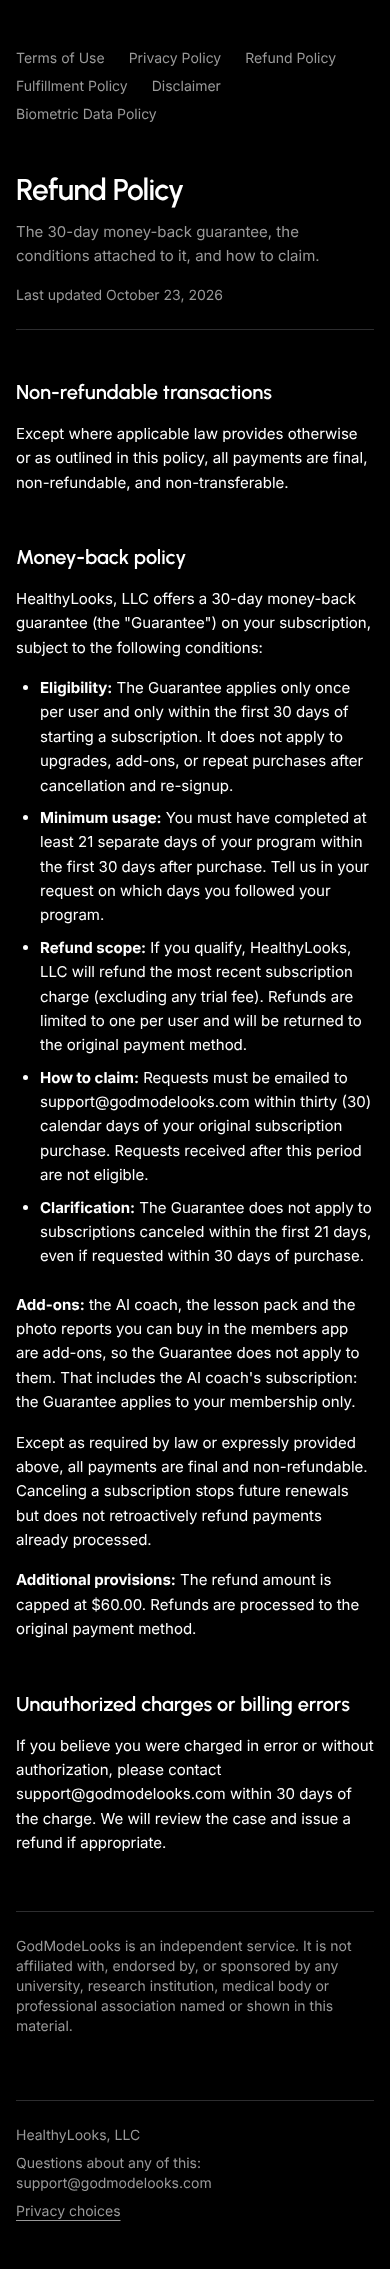 Terms of Use Privacy Policy Refund Policy
Fulfillment Policy Disclaimer
Biometric Data Policy
Refund Policy
The 30-day money-back guarantee, the
conditions attached to it, and how to claim.
Last updated October 23, 2026
Non-refundable transactions
Except where applicable law provides otherwise
or as outlined in this policy, all payments are final,
non-refundable, and non-transferable.
Money-back policy
HealthyLooks, LLC offers a 30-day money-back
guarantee (the "Guarantee") on your subscription,
subject to the following conditions:
• Eligibility: The Guarantee applies only once
per user and only within the first 30 days of
starting a subscription. It does not apply to
upgrades, add-ons, or repeat purchases after
cancellation and re-signup.
• Minimum usage: You must have completed at
least 21 separate days of your program within
the first 30 days after purchase. Tell us in your
request on which days you followed your
program.
• Refund scope: If you qualify, HealthyLooks,
LLC will refund the most recent subscription
charge (excluding any trial fee). Refunds are
limited to one per user and will be returned to
the original payment method.
• How to claim: Requests must be emailed to
support@godmodelooks.com within thirty (30)
calendar days of your original subscription
purchase. Requests received after this period
are not eligible.
• Clarification: The Guarantee does not apply to
subscriptions canceled within the first 21 days,
even if requested within 30 days of purchase.
Add-ons: the AI coach, the lesson pack and the
photo reports you can buy in the members app
are add-ons, so the Guarantee does not apply to
them. That includes the AI coach's subscription:
the Guarantee applies to your membership only.
Except as required by law or expressly provided
above, all payments are final and non-refundable.
Canceling a subscription stops future renewals
but does not retroactively refund payments
already processed.
Additional provisions: The refund amount is
capped at $60.00. Refunds are processed to the
original payment method.
Unauthorized charges or billing errors
If you believe you were charged in error or without
authorization, please contact
support@godmodelooks.com within 30 days of
the charge. We will review the case and issue a
refund if appropriate.
GodModeLooks is an independent service. It is not
affiliated with, endorsed by, or sponsored by any
university, research institution, medical body or
professional association named or shown in this
material.
HealthyLooks, LLC
Questions about any of this:
support@godmodelooks.com
Privacy choices